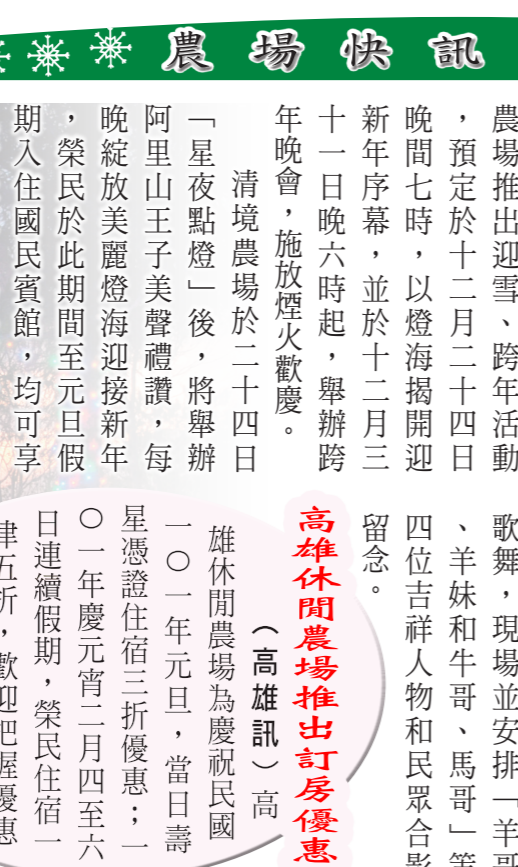 農場快訊
農場推出迎雪、跨年活動
，預定於十二月二十四日
晚間七時，以燈海揭開迎
新年序幕，並於十二月三
十一日晚六時起，舉辦跨
年晚會，施放煙火歡慶。
清境農場於二十四日
「星夜點燈」後，將舉辦
阿里山王子美聲禮讚，每
晚綻放美麗燈海迎接新年
，榮民於此期間至元旦假
期入住國民賓館，均可享
歌舞，現場並安排「羊哥
、羊妹和牛哥、馬哥」等
四位吉祥人物和民眾合影
留念。
高雄休閒農場推出訂房優惠
（高雄訊）高
雄休閒農場為慶祝民國
一〇一年元旦，當日壽
星憑證住宿三折優惠；一
〇一年慶元宵二月四至六
日連續假期，榮民住宿一
律五折，歡迎把握優惠